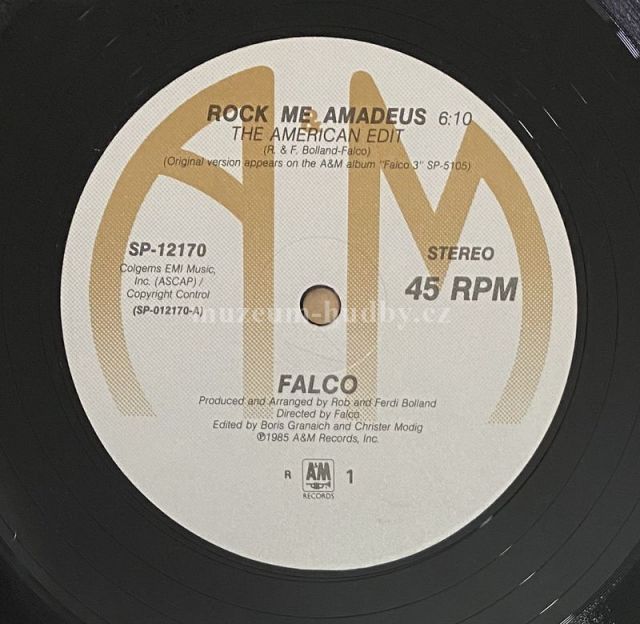 ROCK ME AMADEUS 6:10
THE AMERICAN EDIT
(R. & F. Bolland-Falco)
(Original version appears on the A&M album "Falco 3" SP-5105)
A&M
SP-12170
Colgems EMI Music,
Inc. (ASCAP) /
Copyright Control
(SP-012170-A)
STEREO
45 RPM
muzeum-hudby.cz
FALCO
Produced and Arranged by Rob and Ferdi Bolland
Directed by Falco
Edited by Boris Granaich and Christer Modig
℗1985 A&M Records, Inc.
R A&M 1
RECORDS